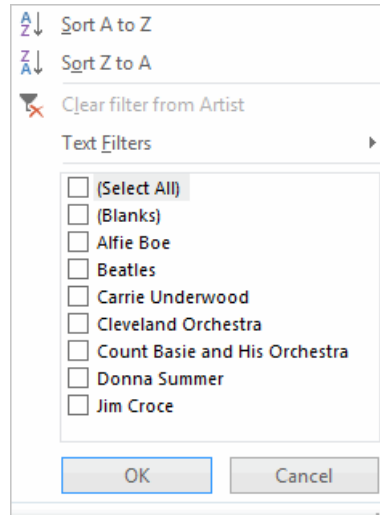 Sort A to Z
Sort Z to A
Clear filter from Artist
Text Filters
(Select All)
(Blanks)
Alfie Boe
Beatles
Carrie Underwood
Cleveland Orchestra
Count Basie and His Orchestra
Donna Summer
Jim Croce
OK Cancel